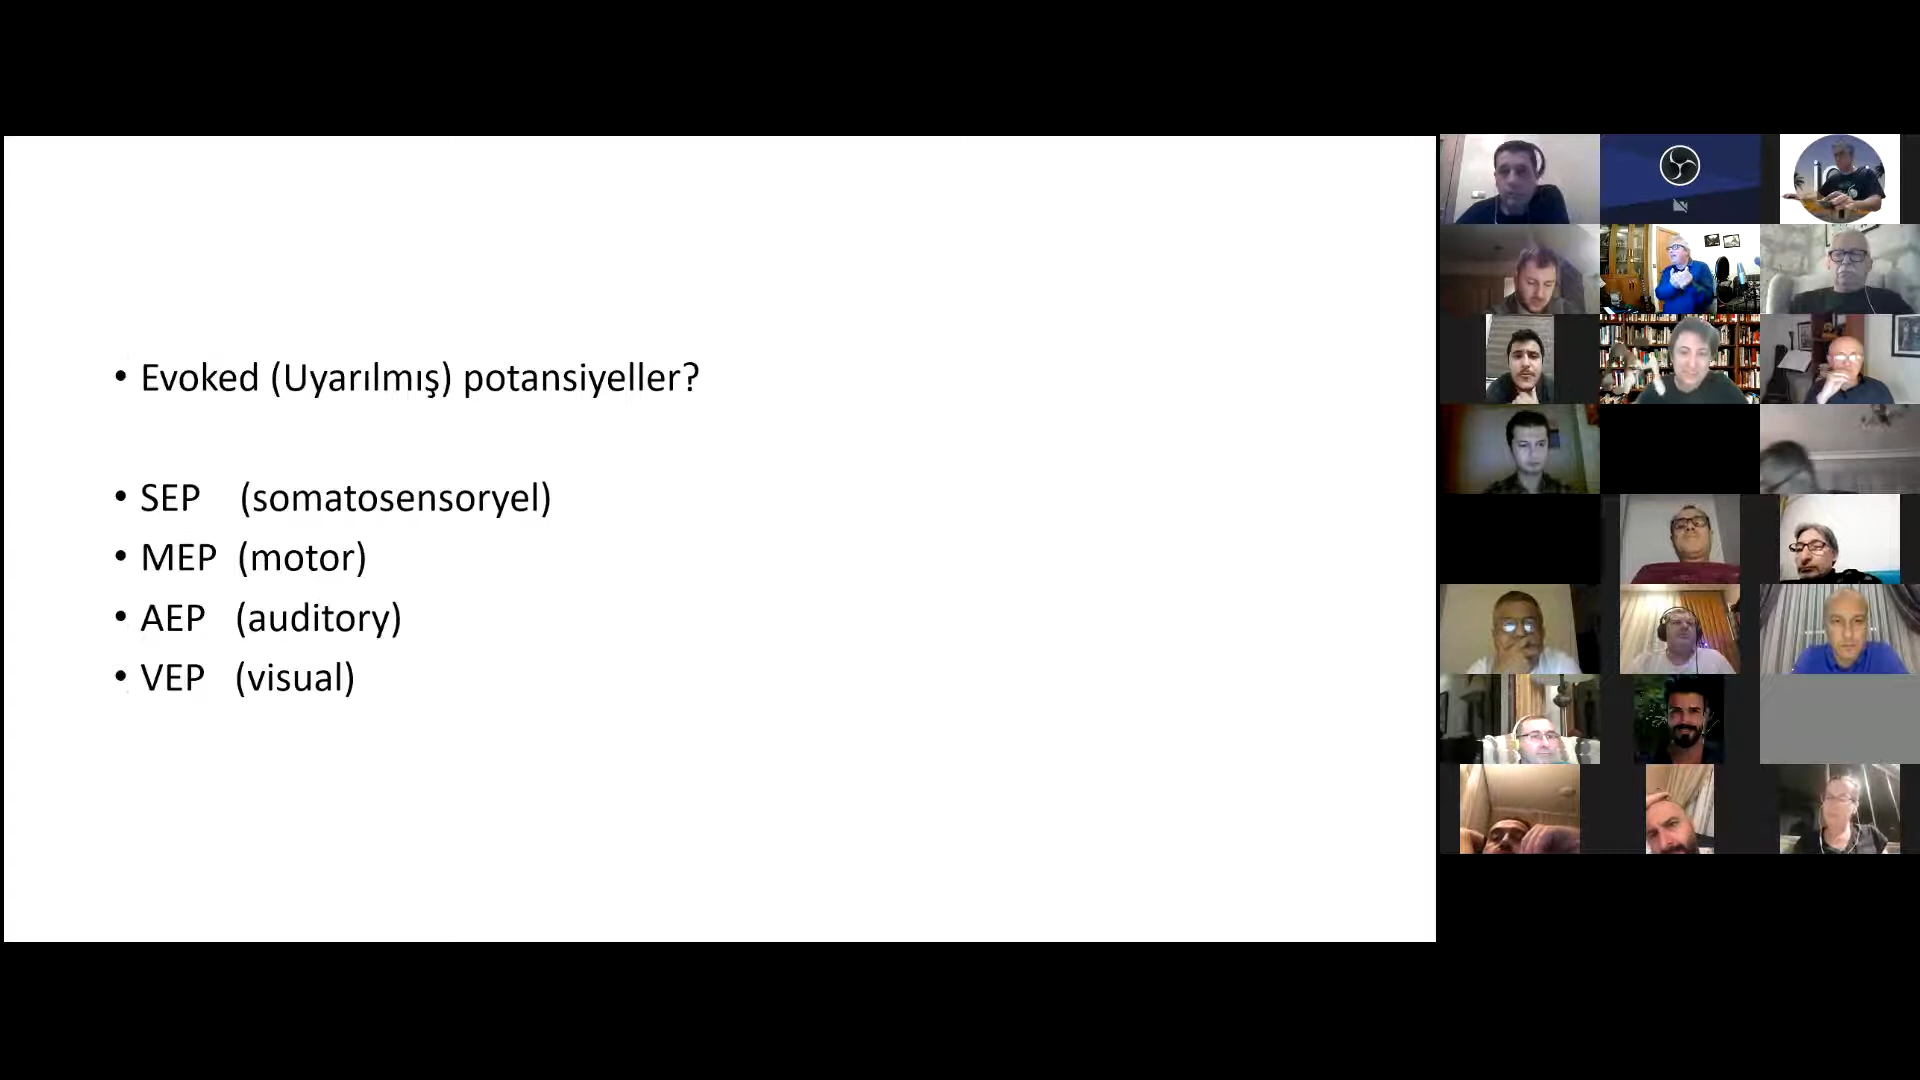 • Evoked (Uyarılmış) potansiyeller?
• SEP (somatosensoryel)
• MEP (motor)
• AEP (auditory)
• VEP (visual)